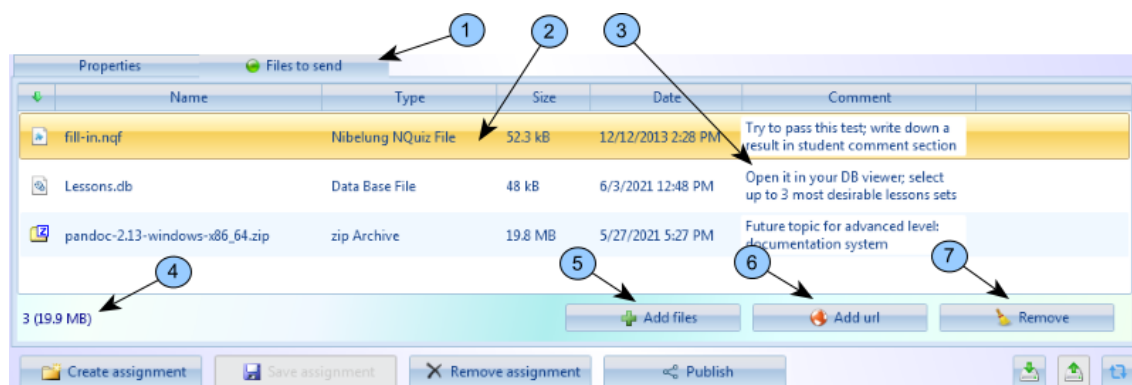 1 2 3
Properties Files to send
Name Type Size Date Comment
fill-in.nqf Nibelung NQuiz File 52.3 kB 12/12/2013 2:28 PM Try to pass this test; write down a
result in student comment section
Lessons.db Data Base File 48 kB 6/3/2021 12:48 PM Open it in your DB viewer; select
up to 3 most desirable lessons sets
pandoc-2.13-windows-x86_64.zip zip Archive 19.8 MB 5/27/2021 5:27 PM Future topic for advanced level:
documentation system
4 5 6 7
3 (19.9 MB) Add files Add url Remove
Create assignment Save assignment Remove assignment Publish